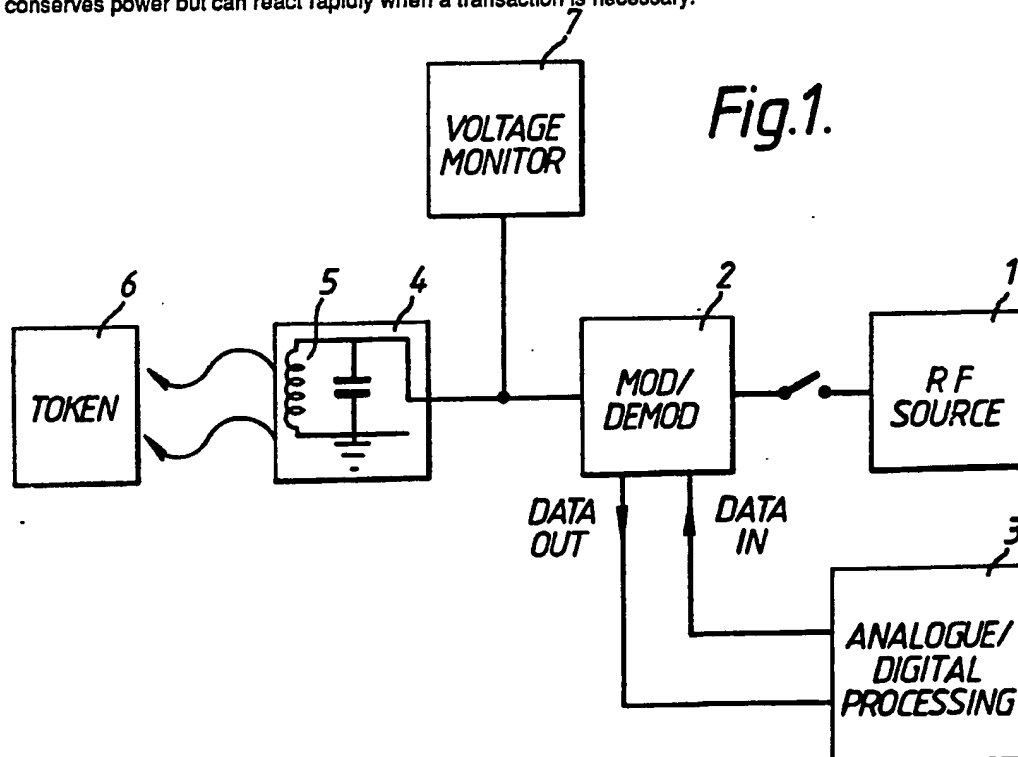 conserves power but can react rapidly when a transaction is necessary.
7
VOLTAGE
MONITOR
Fig.1.
6
TOKEN
5
4
2
MOD/
DEMOD
1
RF
SOURCE
DATA
OUT
DATA
IN
3
ANALOGUE/
DIGITAL
PROCESSING